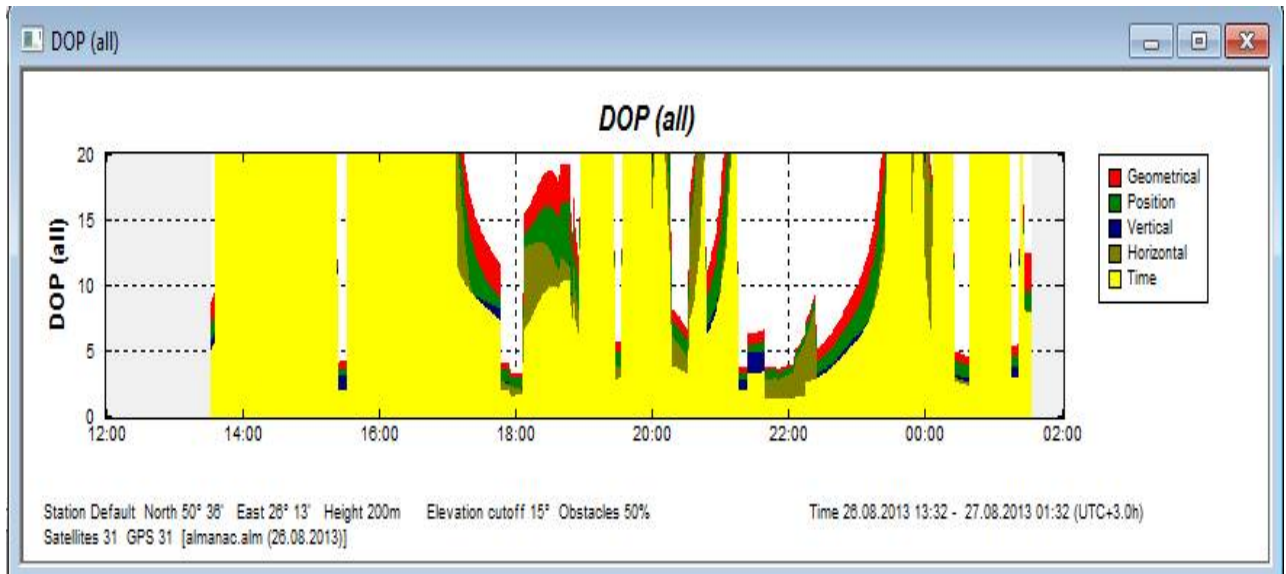 DOP (all)
DOP (all)
DOP (all)
20
15
10
5
0
12:00 14:00 16:00 18:00 20:00 22:00 00:00 02:00
Geometrical
Position
Vertical
Horizontal
Time
Station Default North 50° 36' East 26° 13' Height 200m Elevation cutoff 15° Obstacles 50% Time 26.08.2013 13:32 - 27.08.2013 01:32 (UTC+3.0h)
Satellites 31 GPS 31 [almanac.alm (26.08.2013)]